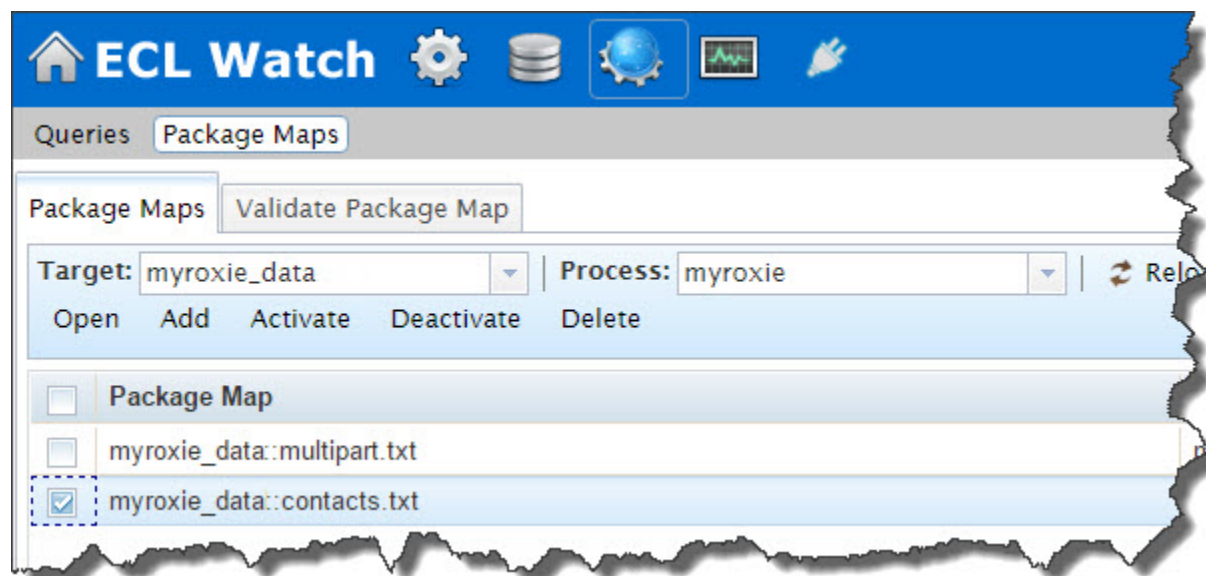 ECL Watch
Queries Package Maps
Package Maps Validate Package Map
Target: myroxie_data Process: myroxie
Open Add Activate Deactivate Delete
Package Map
myroxie_data::multipart.txt
myroxie_data::contacts.txt